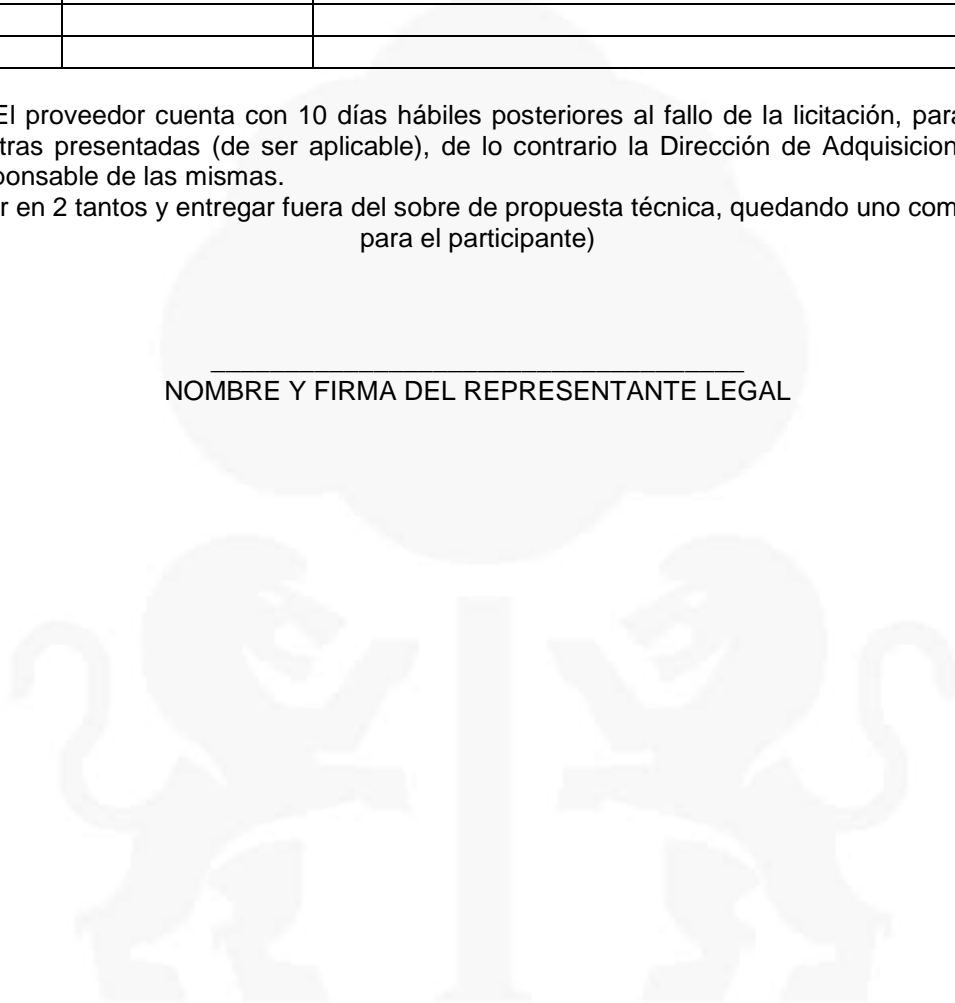 El proveedor cuenta con 10 días hábiles posteriores al fallo de la licitación, para
tras presentadas (de ser aplicable), de lo contrario la Dirección de Adquisicion
ponsable de las mismas.
r en 2 tantos y entregar fuera del sobre de propuesta técnica, quedando uno com
para el participante)
NOMBRE Y FIRMA DEL REPRESENTANTE LEGAL